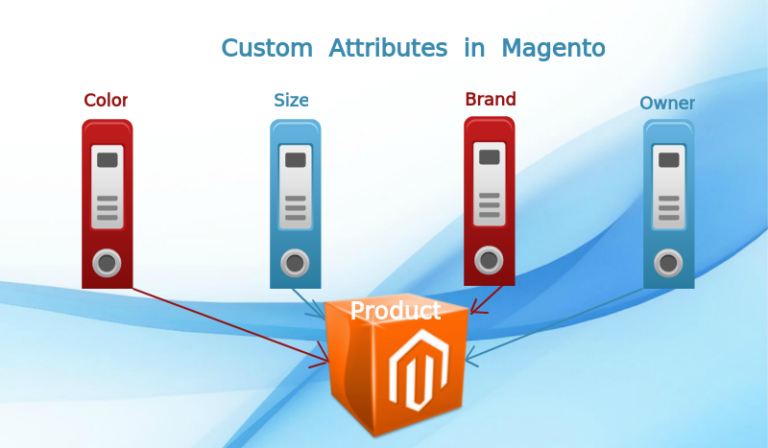 Custom Attributes in Magento
Color
Size
Brand
Owner
Product